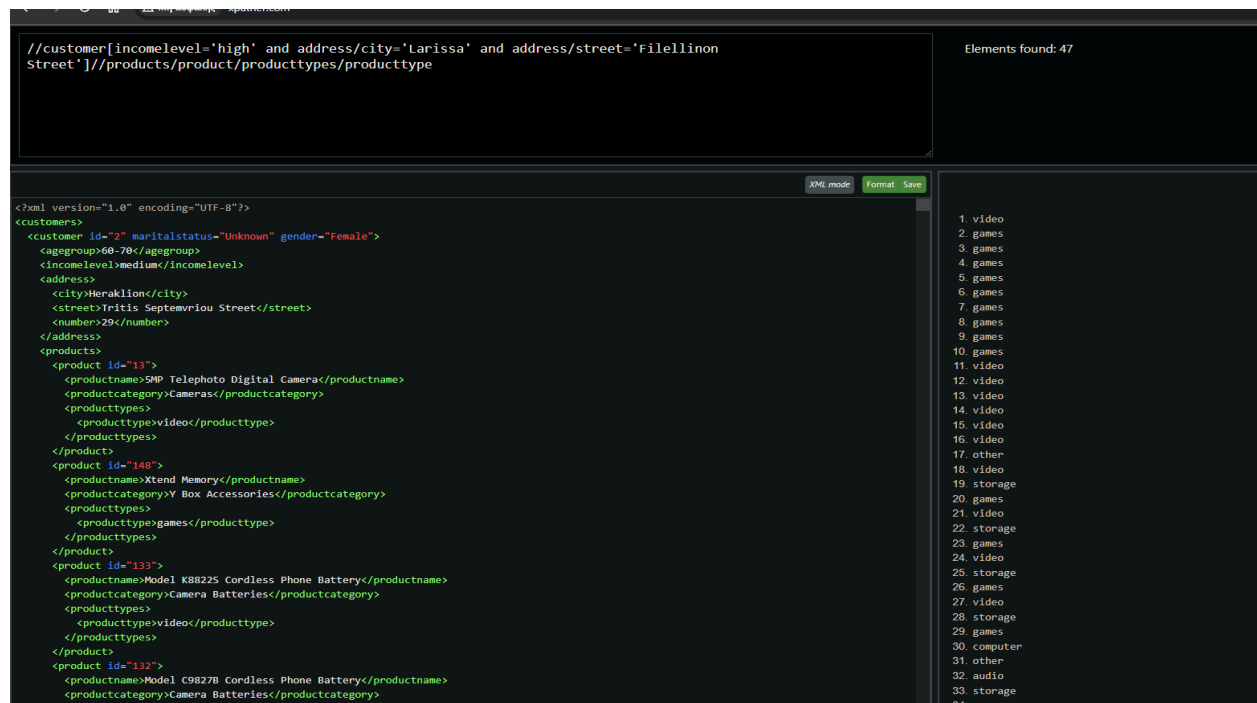 xpather.com
//customer[incomelevel='high' and address/city='Larissa' and address/street='Filellinon
Street']//products/product/producttypes/producttype
Elements found: 47
XML mode
Format
Save
<?xml version="1.0" encoding="UTF-8"?>
<customers>
<customer id="2" maritalstatus="Unknown" gender="Female">
<agegroup>60-70</agegroup>
<incomelevel>medium</incomelevel>
<address>
<city>Heraklion</city>
<street>Tritis Septemvriou Street</street>
<number>29</number>
</address>
<products>
<product id="13">
<productname>5MP Telephoto Digital Camera</productname>
<productcategory>Cameras</productcategory>
<producttypes>
<producttype>video</producttype>
</producttypes>
</product>
<product id="148">
<productname>Xtend Memory</productname>
<productcategory>Y Box Accessories</productcategory>
<producttypes>
<producttype>games</producttype>
</producttypes>
</product>
<product id="133">
<productname>Model K8822S Cordless Phone Battery</productname>
<productcategory>Camera Batteries</productcategory>
<producttypes>
<producttype>video</producttype>
</producttypes>
</product>
<product id="132">
<productname>Model C9827B Cordless Phone Battery</productname>
<productcategory>Camera Batteries</productcategory>
1. video
2. games
3. games
4. games
5. games
6. games
7. games
8. games
9. games
10. games
11. video
12. video
13. video
14. video
15. video
16. video
17. other
18. video
19. storage
20. games
21. video
22. storage
23. games
24. video
25. storage
26. games
27. video
28. storage
29. games
30. computer
31. other
32. audio
33. storage